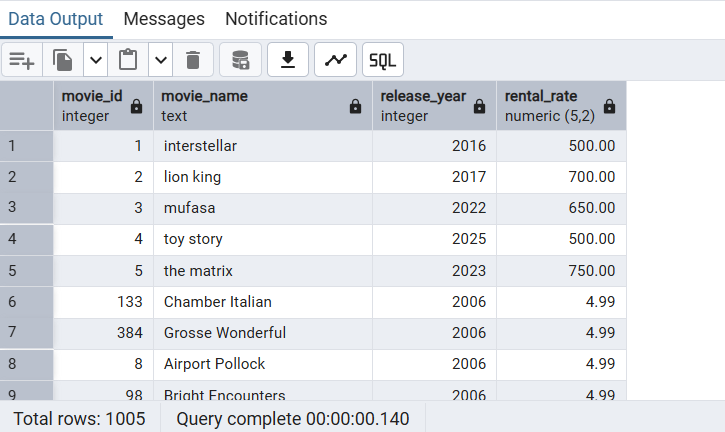 Data Output Messages Notifications
SQL
movie_id movie_name release_year rental_rate
integer text integer numeric (5,2)
1 1 interstellar 2016 500.00
2 2 lion king 2017 700.00
3 3 mufasa 2022 650.00
4 4 toy story 2025 500.00
5 5 the matrix 2023 750.00
6 133 Chamber Italian 2006 4.99
7 384 Grosse Wonderful 2006 4.99
8 8 Airport Pollock 2006 4.99
9 98 Bright Encounters 2006 4.99
Total rows: 1005 Query complete 00:00:00.140